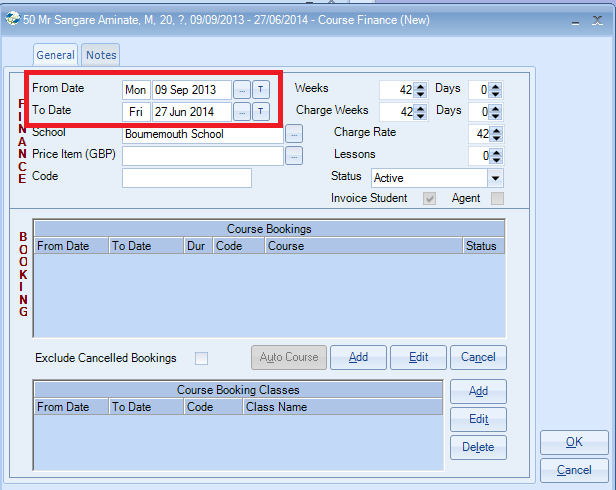 50 Mr Sangare Aminate, M, 20, ?, 09/09/2013 - 27/06/2014 - Course Finance (New)
General Notes
FINANCE
From Date Mon 09 Sep 2013 ... T Weeks 42 Days 0
To Date Fri 27 Jun 2014 ... T Charge Weeks 42 Days 0
School Bournemouth School ... Charge Rate 42
Price Item (GBP) ... Lessons 0
Code Status Active
Invoice Student Agent
BOOKING
Course Bookings
From Date To Date Dur Code Course Status
Exclude Cancelled Bookings Auto Course Add Edit Cancel
Course Booking Classes
From Date To Date Code Class Name
Add
Edit
Delete
OK
Cancel